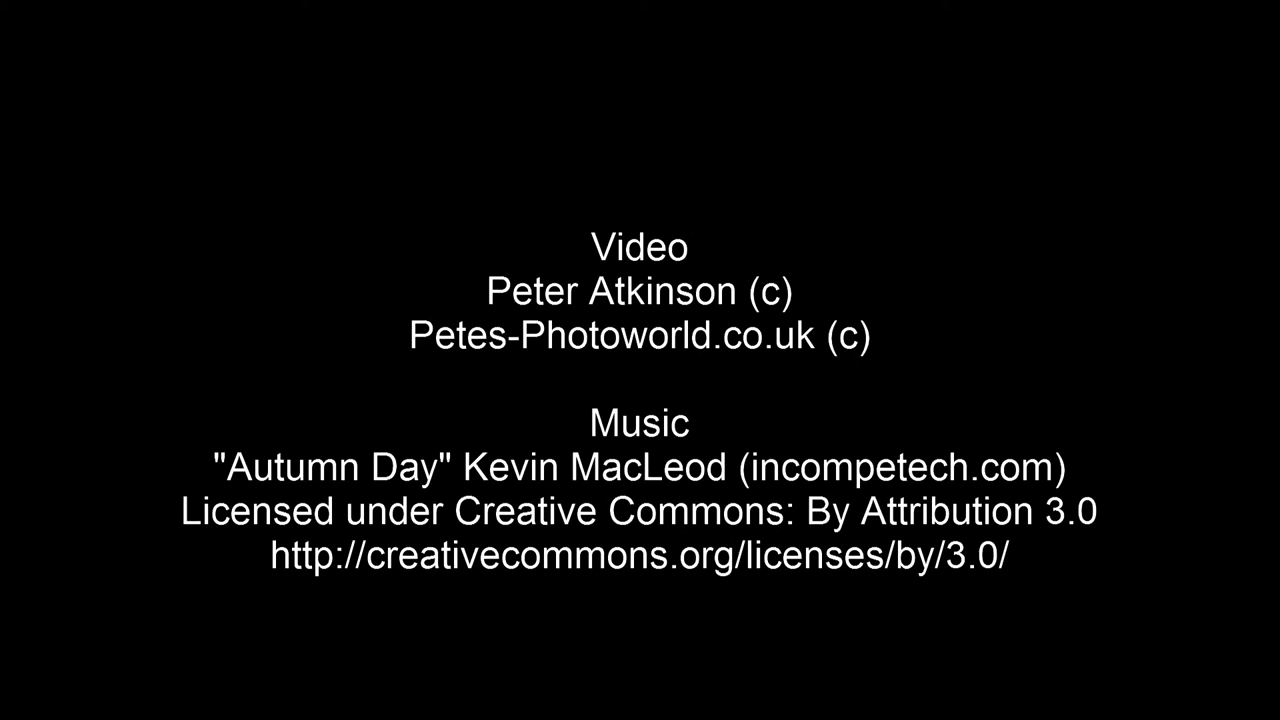 Video
Peter Atkinson (c)
Petes-Photoworld.co.uk (c)
Music
"Autumn Day" Kevin MacLeod (incompetech.com)
Licensed under Creative Commons: By Attribution 3.0
http://creativecommons.org/licenses/by/3.0/